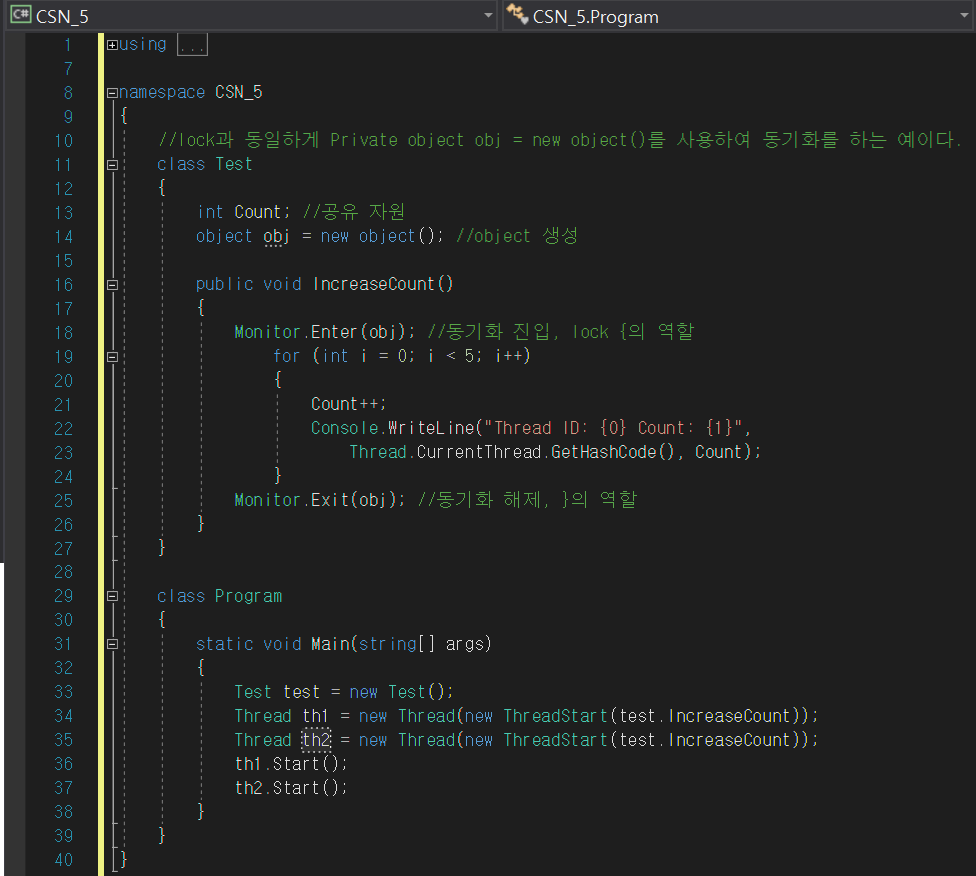 C# CSN_5 CSN_5.Program
1 using ...
7
8 namespace CSN_5
9 {
10 //lock과 동일하게 Private object obj = new object()를 사용하여 동기화를 하는 예이다.
11 class Test
12 {
13 int Count; //공유 자원
14 object obj = new object(); //object 생성
15
16 public void IncreaseCount()
17 {
18 Monitor.Enter(obj); //동기화 진입, lock {의 역할
19 for (int i = 0; i < 5; i++)
20 {
21 Count++;
22 Console.WriteLine("Thread ID: {0} Count: {1}",
23 Thread.CurrentThread.GetHashCode(), Count);
24 }
25 Monitor.Exit(obj); //동기화 해제, }의 역할
26 }
27 }
28
29 class Program
30 {
31 static void Main(string[] args)
32 {
33 Test test = new Test();
34 Thread th1 = new Thread(new ThreadStart(test.IncreaseCount));
35 Thread th2 = new Thread(new ThreadStart(test.IncreaseCount));
36 th1.Start();
37 th2.Start();
38 }
39 }
40 }